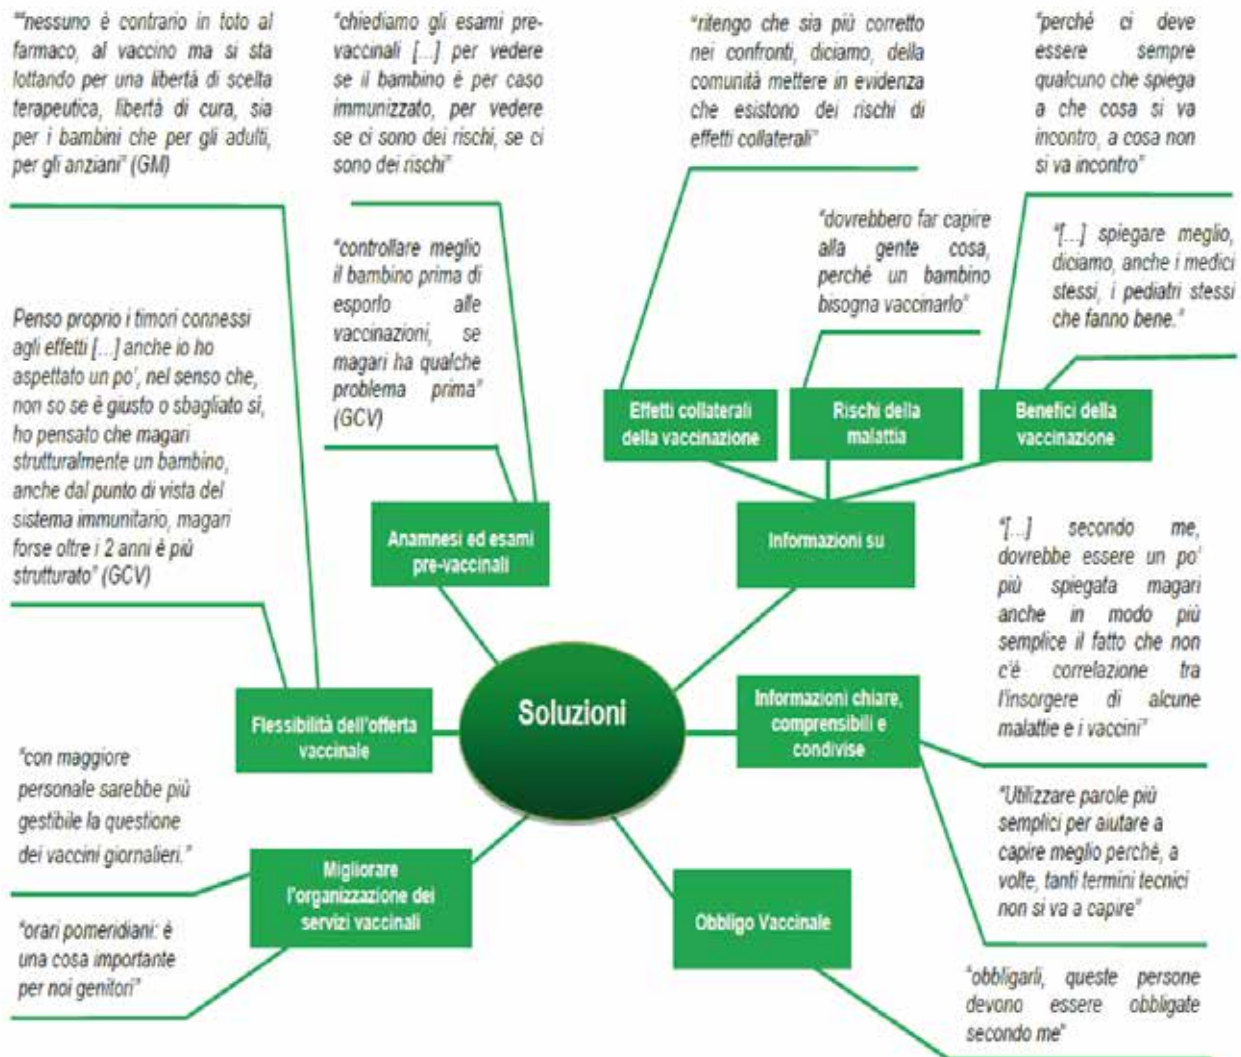 ""nessuno è contrario in toto al
farmaco, al vaccino ma si sta
lottando per una libertà di scelta
terapeutica, libertà di cura, sia
per i bambini che per gli adulti,
per gli anziani" (GM)
"chiediamo gli esami pre-
vaccinali [...] per vedere
se il bambino è per caso
immunizzato, per vedere
se ci sono dei rischi, se ci
sono dei rischi"
"ritengo che sia più corretto
nei confronti, diciamo, della
comunità mettere in evidenza
che esistono dei rischi di
effetti collaterali"
"perché ci deve
essere sempre
qualcuno che spiega
a che cosa si va
incontro, a cosa non
si va incontro"
"controllare meglio
il bambino prima di
esporlo alle
vaccinazioni, se
magari ha qualche
problema prima"
(GCV)
"dovrebbero far capire
alla gente cosa,
perché un bambino
bisogna vaccinarlo"
"[...] spiegare meglio,
diciamo, anche i medici
stessi, i pediatri stessi
che fanno bene."
Penso proprio i timori connessi
agli effetti [...] anche io ho
aspettato un po', nel senso che,
non so se è giusto o sbagliato sì,
ho pensato che magari
strutturalmente un bambino,
anche dal punto di vista del
sistema immunitario, magari
forse oltre i 2 anni è più
strutturato" (GCV)
Effetti collaterali
della vaccinazione
Rischi della
malattia
Benefici della
vaccinazione
Anamnesi ed esami
pre-vaccinali
Informazioni su
"[...] secondo me,
dovrebbe essere un po'
più spiegata magari
anche in modo più
semplice il fatto che non
c'è correlazione tra
l'insorgere di alcune
malattie e i vaccini"
Flessibilità dell'offerta
vaccinale
Soluzioni
Informazioni chiare,
comprensibili e
condivise
"con maggiore
personale sarebbe più
gestibile la questione
dei vaccini giornalieri."
"Utilizzare parole più
semplici per aiutare a
capire meglio perché, a
volte, tanti termini tecnici
non si va a capire"
Migliorare
l'organizzazione dei
servizi vaccinali
Obbligo Vaccinale
"orari pomeridiani: è
una cosa importante
per noi genitori"
"obbligarli, queste persone
devono essere obbligate
secondo me"